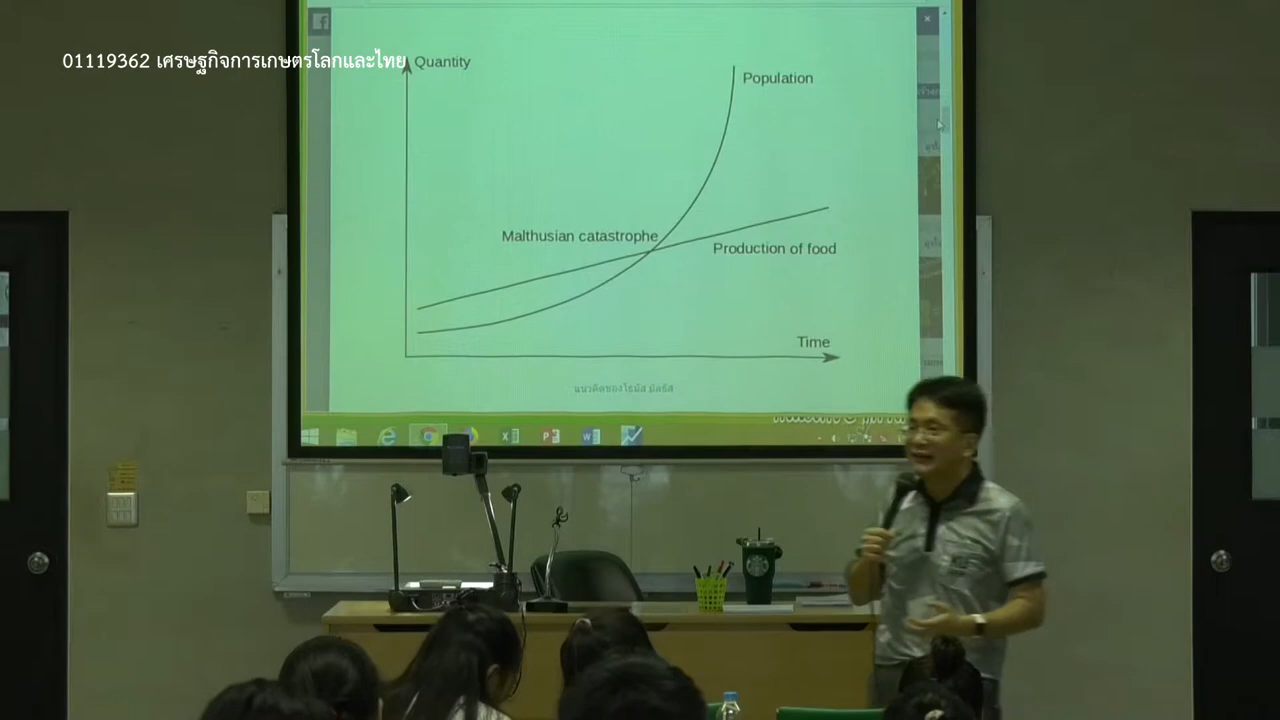 01119362 เศรษฐกิจการเกษตรโลกและไทย
Quantity
Population
Malthusian catastrophe
Production of food
Time
แนวคิดของโธมัส มัลธัส